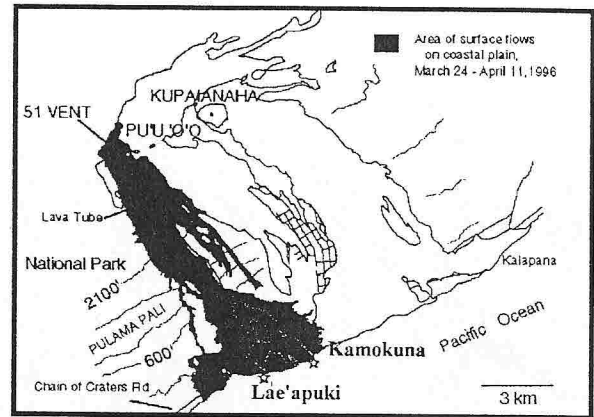 Area of surface flows
on coastal plain,
March 24 - April 11, 1996
KUPAIANAHA
51 VENT
PU'U 'O'O
Lava Tube
National Park
Kalapana
2100'
PULAMA PALI
600'
Pacific Ocean
Kamokuna
Chain of Craters Rd
Lae'apuki
3 km